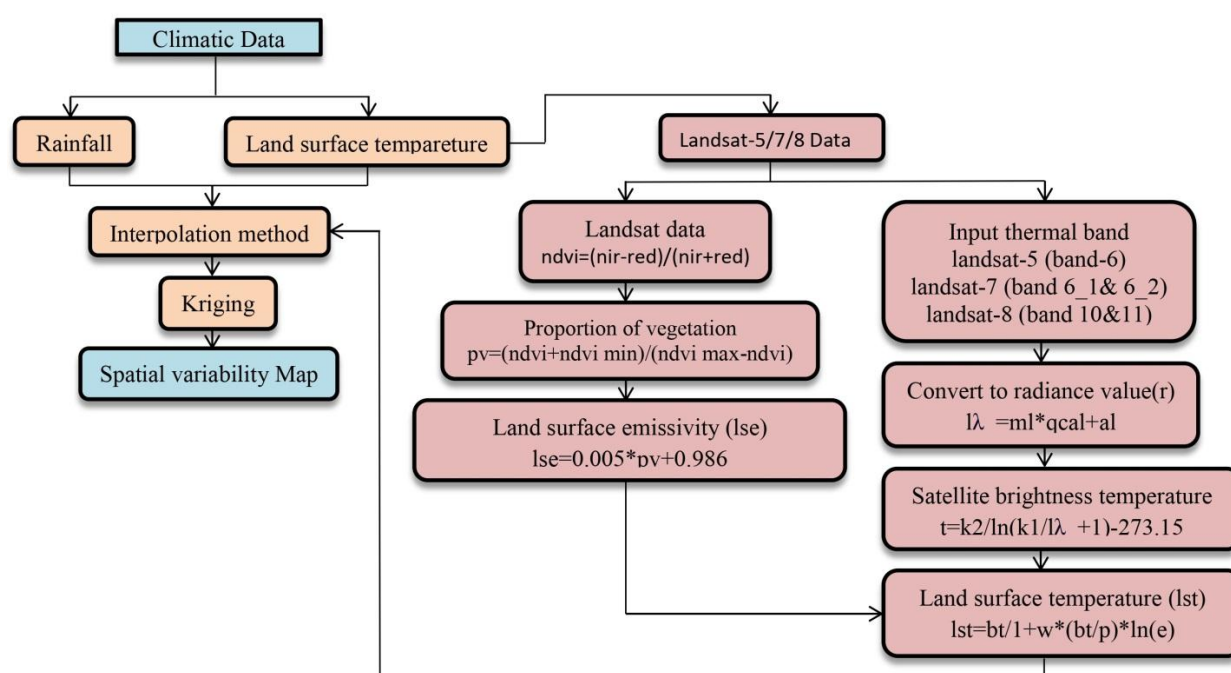 Climatic Data
Rainfall
Land surface tempareture
Landsat-5/7/8 Data
Interpolation method
Kriging
Spatial variability Map
Landsat data
ndvi=(nir-red)/(nir+red)
Proportion of vegetation
pv=(ndvi+ndvi min)/(ndvi max-ndvi)
Land surface emissivity (lse)
lse=0.005*pv+0.986
Input thermal band
landsat-5 (band-6)
landsat-7 (band 6_1& 6_2)
landsat-8 (band 10&11)
Convert to radiance value(r)
lλ =ml*qcal+al
Satellite brightness temperature
t=k2/ln(k1/lλ +1)-273.15
Land surface temperature (lst)
lst=bt/1+w*(bt/p)*ln(e)